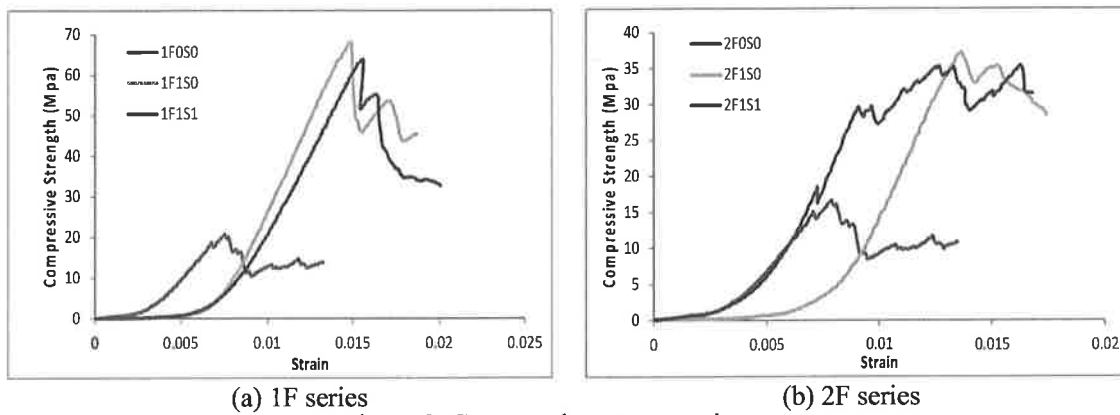 70
60
50
40
30
20
10
0
Compressive Strength (Mpa)
1F0S0
1F1S0
1F1S1
0 0.005 0.01 0.015 0.02 0.025
Strain
(a) 1F series
40
35
30
25
20
15
10
5
0
Compressive Strength (Mpa)
2F0S0
2F1S0
2F1S1
0 0.005 0.01 0.015 0.02
Strain
(b) 2F series